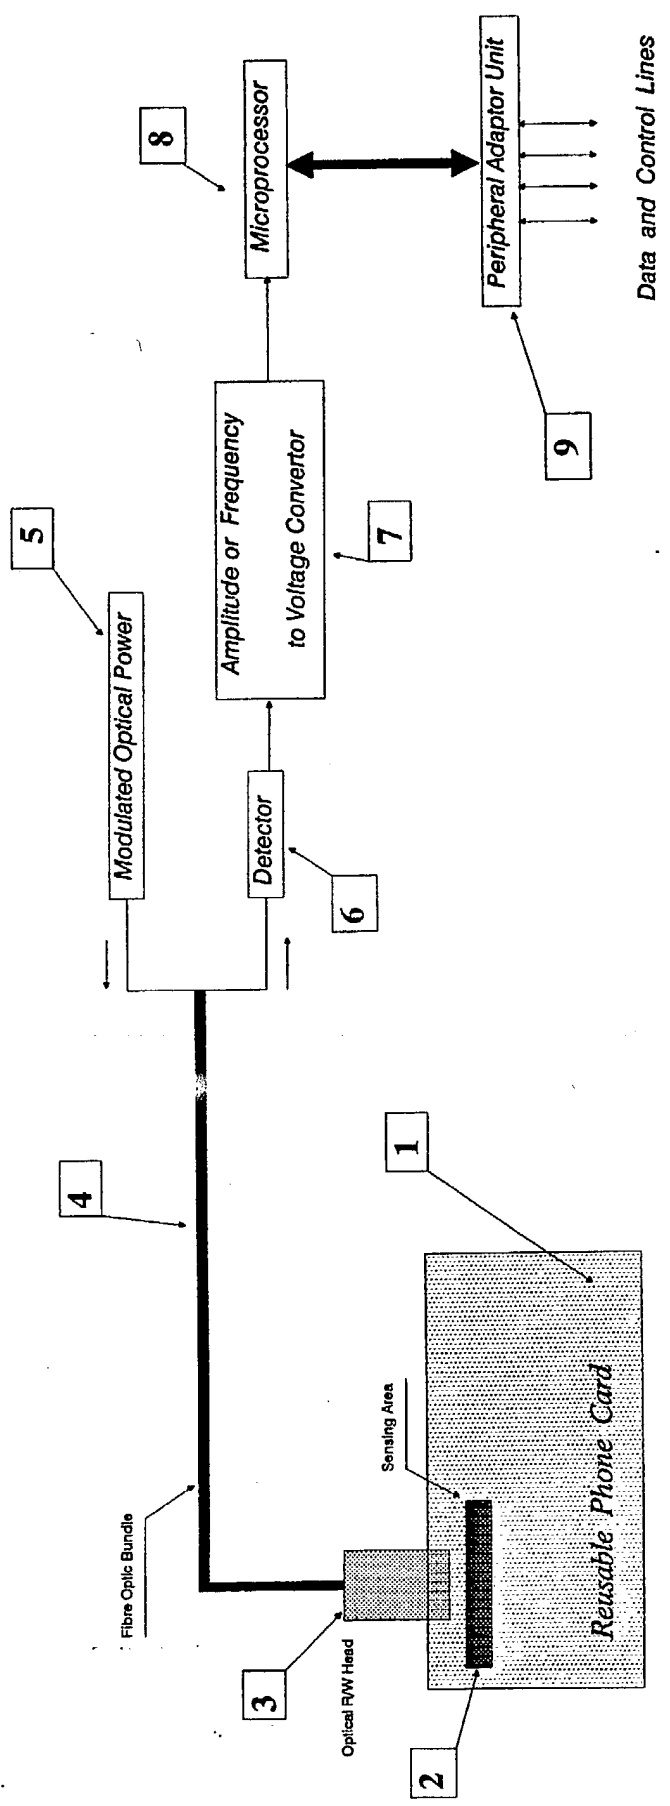 5
Modulated Optical Power
8
Microprocessor
4
Fibre Optic Bundle
Detector
6
Amplitude or Frequency
to Voltage Convertor
7
Peripheral Adaptor Unit
9
Data and Control Lines
3
Optical R/W Head
Sensing Area
1
2
Reusable Phone Card